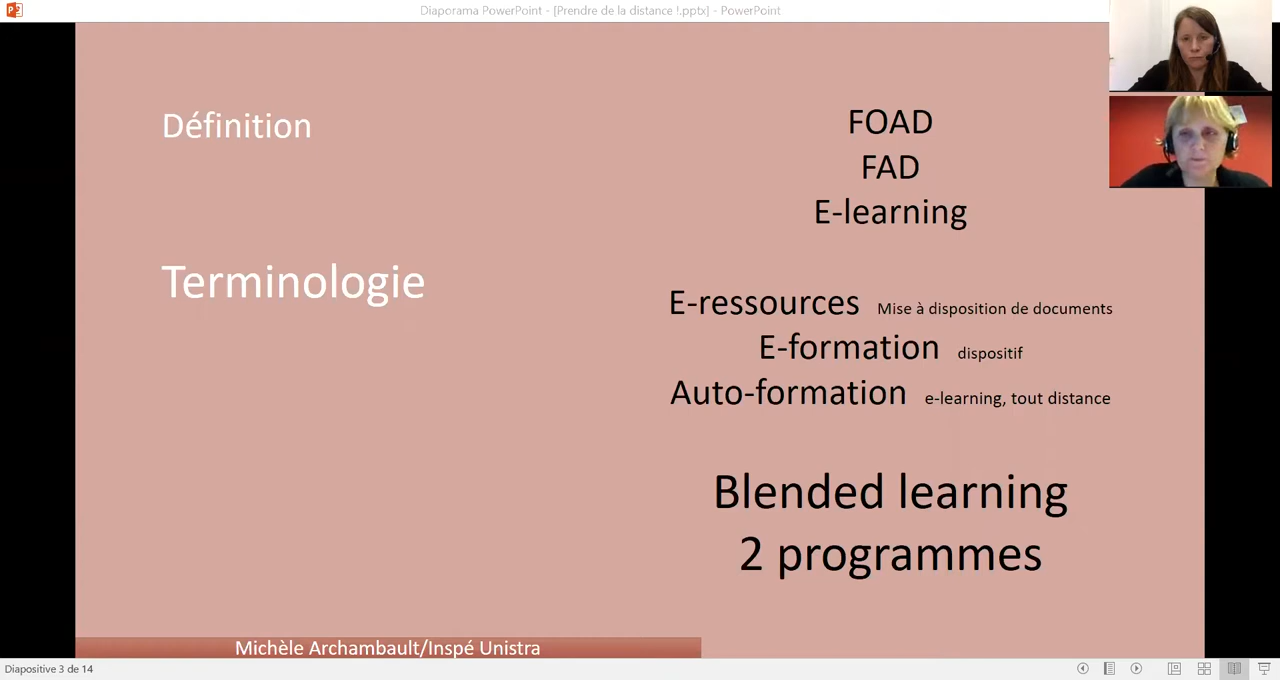 Diaporama PowerPoint - [Prendre de la distance !.pptx] - PowerPoint
Définition
Terminologie
FOAD
FAD
E-learning
E-ressources Mise à disposition de documents
E-formation dispositif
Auto-formation e-learning, tout distance
Blended learning
2 programmes
Michèle Archambault/Inspé Unistra
Diapositive 3 de 14